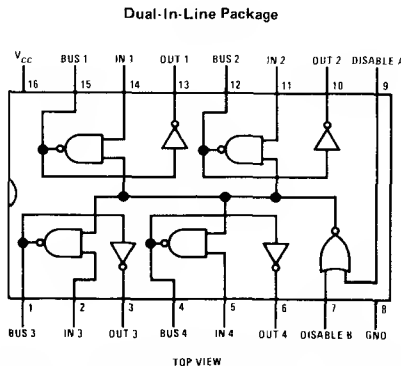 Dual-In-Line Package
VCC BUS 1 IN 1 OUT 1 BUS 2 IN 2 OUT 2 DISABLE A
16 15 14 13 12 11 10 9
1 2 3 4 5 6 7 8
BUS 3 IN 3 OUT 3 BUS 4 IN 4 OUT 4 DISABLE B GND
TOP VIEW